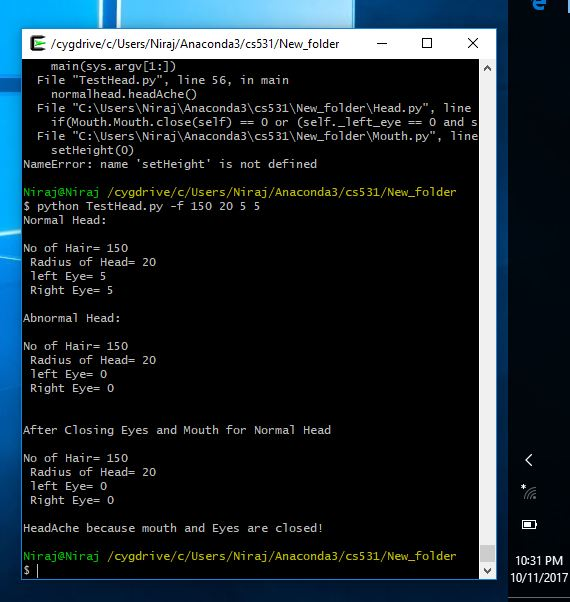 /cygdrive/c/Users/Niraj/Anaconda3/cs531/New_folder
main(sys.argv[1:])
File "TestHead.py", line 56, in main
normalhead.headAche()
File "C:\Users\Niraj\Anaconda3\cs531\New_folder\Head.py", line
if(Mouth.Mouth.close(self) == 0 or (self._left_eye == 0 and s
File "C:\Users\Niraj\Anaconda3\cs531\New_folder\Mouth.py", line
setHeight(0)
NameError: name 'setHeight' is not defined
Niraj@Niraj /cygdrive/c/Users/Niraj/Anaconda3/cs531/New_folder
$ python TestHead.py -f 150 20 5 5
Normal Head:
No of Hair= 150
Radius of Head= 20
left Eye= 5
Right Eye= 5
Abnormal Head:
No of Hair= 150
Radius of Head= 20
left Eye= 0
Right Eye= 0
After Closing Eyes and Mouth for Normal Head
No of Hair= 150
Radius of Head= 20
left Eye= 0
Right Eye= 0
HeadAche because mouth and Eyes are closed!
Niraj@Niraj /cygdrive/c/Users/Niraj/Anaconda3/cs531/New_folder
$
10:31 PM
10/11/2017